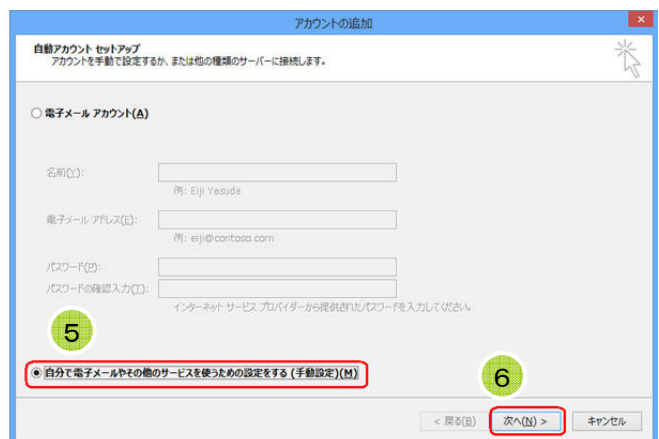 アカウントの追加
自動アカウント セットアップ
アカウントを手動で設定するか、または他の種類のサーバーに接続します。
電子メール アカウント(A)
名前(Y):
例: Eiji Yasuda
電子メール アドレス(E):
例: eiji@contoso.com
パスワード(P):
パスワードの確認入力(T):
インターネット サービス プロバイダーから提供されたパスワードを入力してください。
5
自分で電子メールやその他のサービスを使うための設定をする (手動設定)(M)
6
< 戻る(B)
次へ(N) >
キャンセル